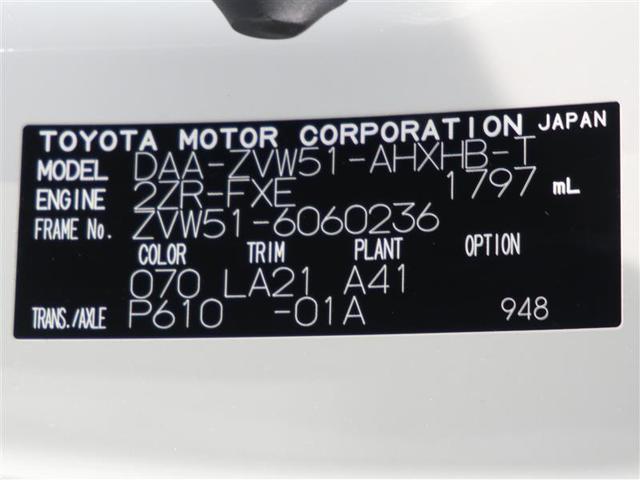 TOYOTA MOTOR CORPORATION JAPAN
MODEL DAA-ZVW51-AHXHB-T
ENGINE 2ZR-FXE 1797 mL
FRAME No. ZVW51-6060236
COLOR TRIM PLANT OPTION
070 LA21 A41
TRANS./AXLE P610 -01A 948